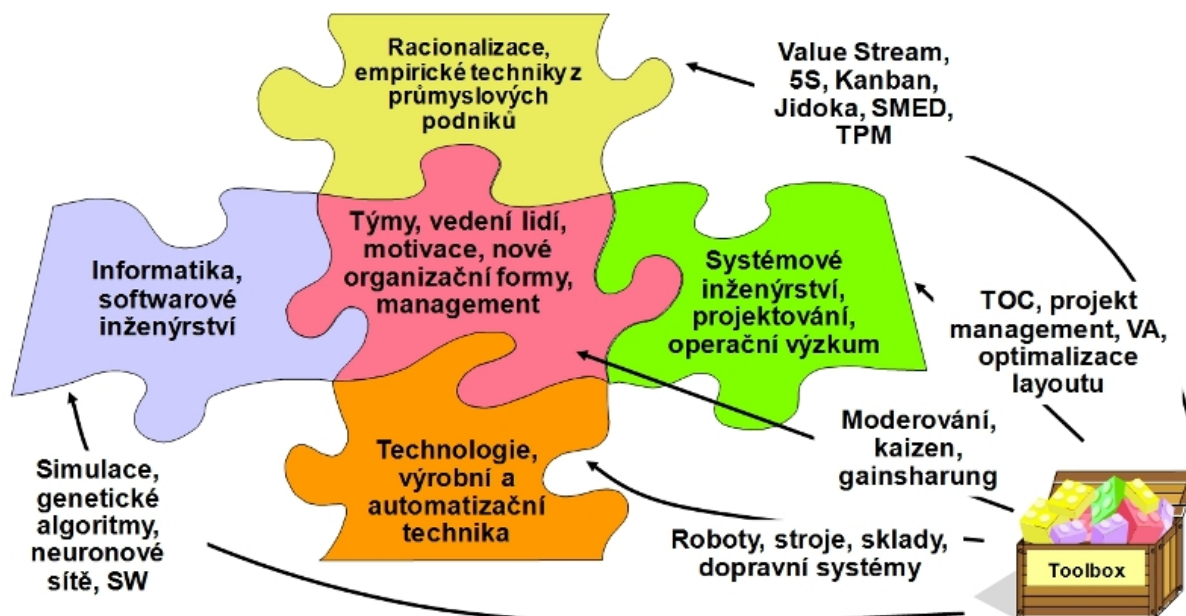 Racionalizace,
empirické techniky z
průmyslových
podniků
Value Stream,
5S, Kanban,
Jidoka, SMED,
TPM
Informatika,
softwarové
inženýrství
Týmy, vedení lidí,
motivace, nové
organizační formy,
management
Systémové
inženýrství,
projektování,
operační výzkum
TOC, projekt
management, VA,
optimalizace
layoutu
Technologie,
výrobní a
automatizační
technika
Moderování,
kaizen,
gainsharung
Simulace,
genetické
algoritmy,
neuronové
sítě, SW
Roboty, stroje, sklady,
dopravní systémy
Toolbox